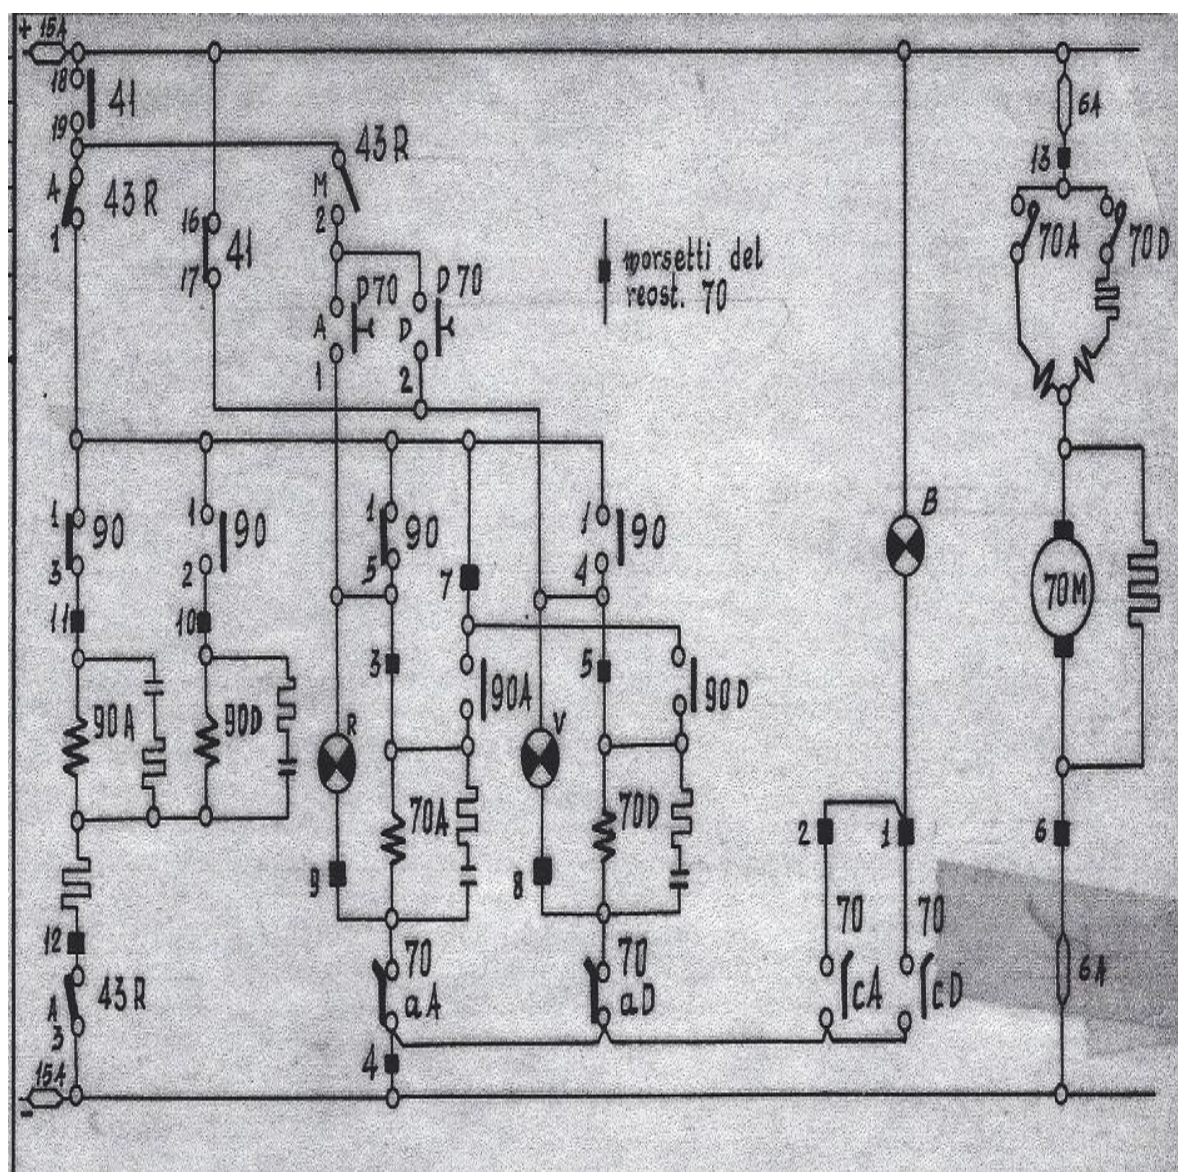 + 15A
18
41
19
6A
13
43R
A
43R
1
M
2
16
41
17
morsetti del
reost. 70
70A
70D
P70
D70
A
D
1
2
1
90
3
1
90
2
1
90
5
1
90
4
B
70M
11
10
7
3
90A
5
90D
90A
90D
R
V
70A
70D
2
1
6
9
8
12
70
aA
70
aD
70
cA
70
cD
6A
A
3
43R
4
15A
-